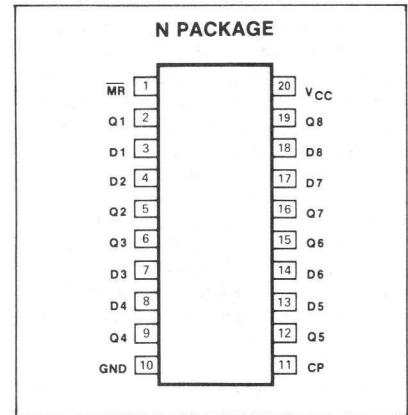 N PACKAGE
M̅R̅ 1 20 VCC
Q1 2 19 Q8
D1 3 18 D8
D2 4 17 D7
Q2 5 16 Q7
Q3 6 15 Q6
D3 7 14 D6
D4 8 13 D5
Q4 9 12 Q5
GND 10 11 CP